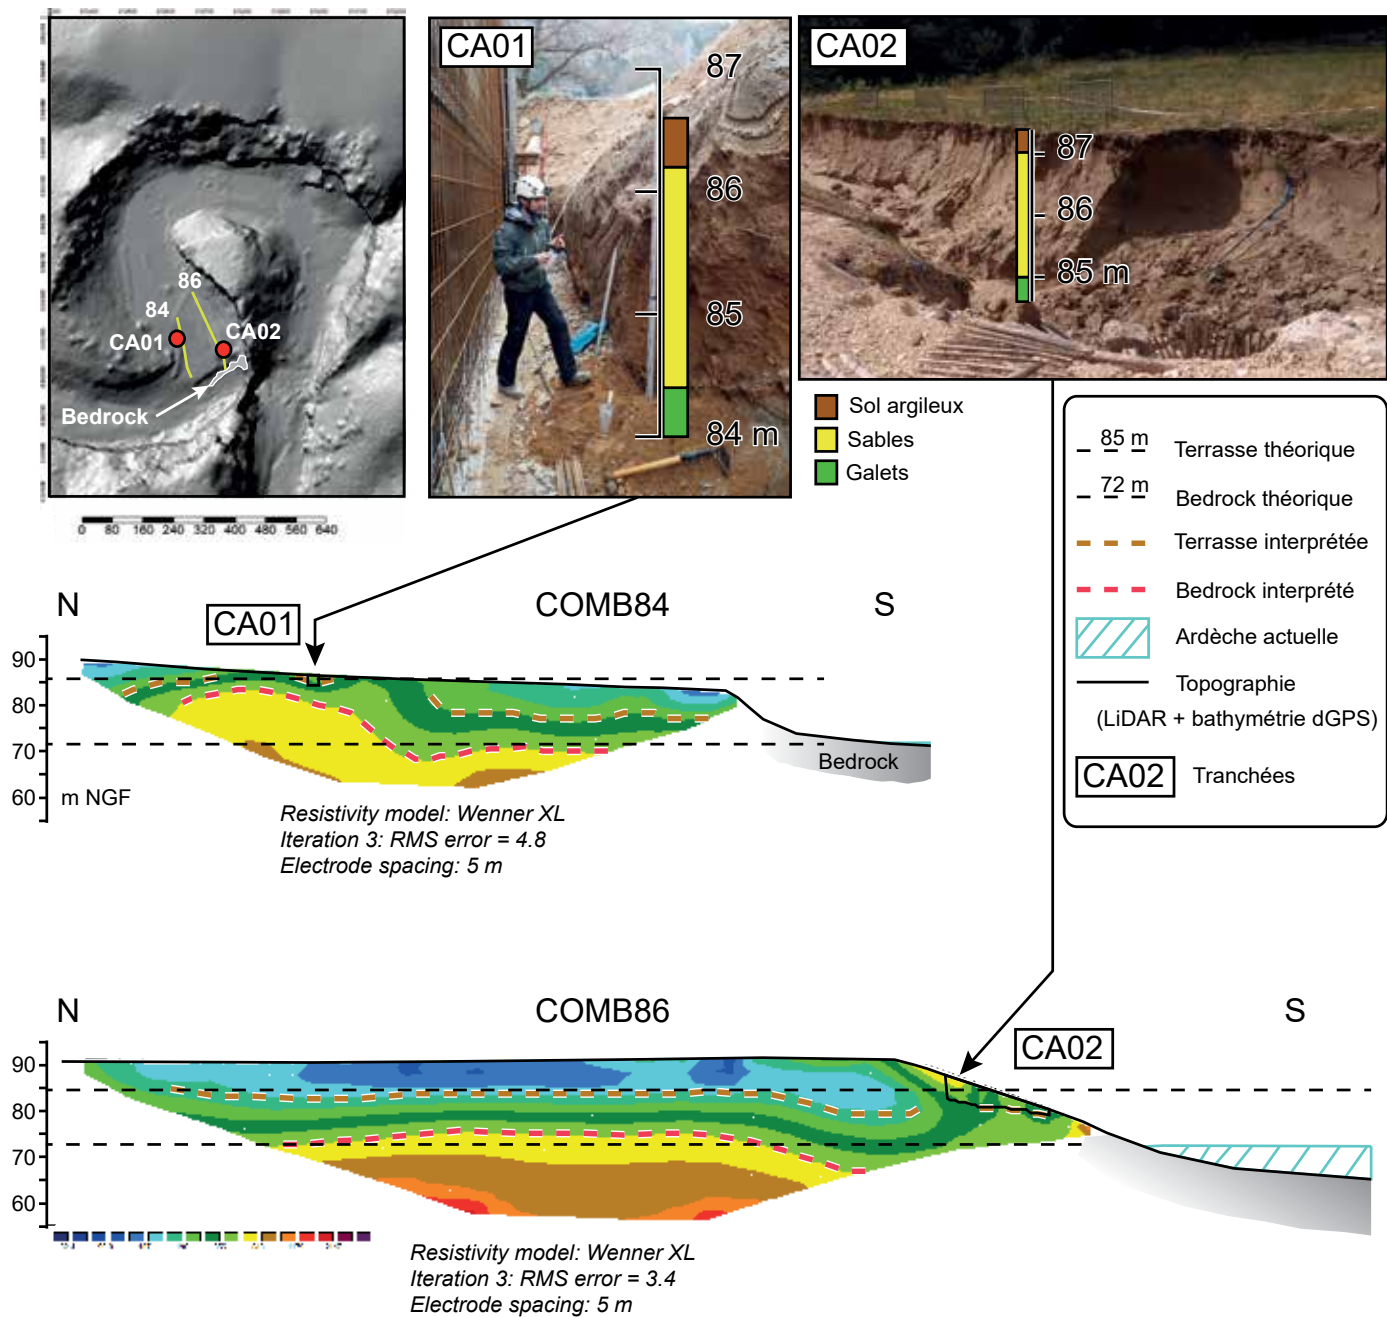 86
84
CA01
CA02
Bedrock
0 80 160 240 320 400 480 560 640
CA01
87
86
85
84 m
CA02
87
86
85 m
Sol argileux
Sables
Galets
85 m
Terrasse théorique
72 m
Bedrock théorique
Terrasse interprétée
Bedrock interprété
Ardèche actuelle
Topographie
(LiDAR + bathymétrie dGPS)
CA02 Tranchées
N COMB84 S
CA01
90
80
70
60
m NGF
Bedrock
Resistivity model: Wenner XL
Iteration 3: RMS error = 4.8
Electrode spacing: 5 m
N COMB86 S
CA02
90
80
70
60
Resistivity model: Wenner XL
Iteration 3: RMS error = 3.4
Electrode spacing: 5 m